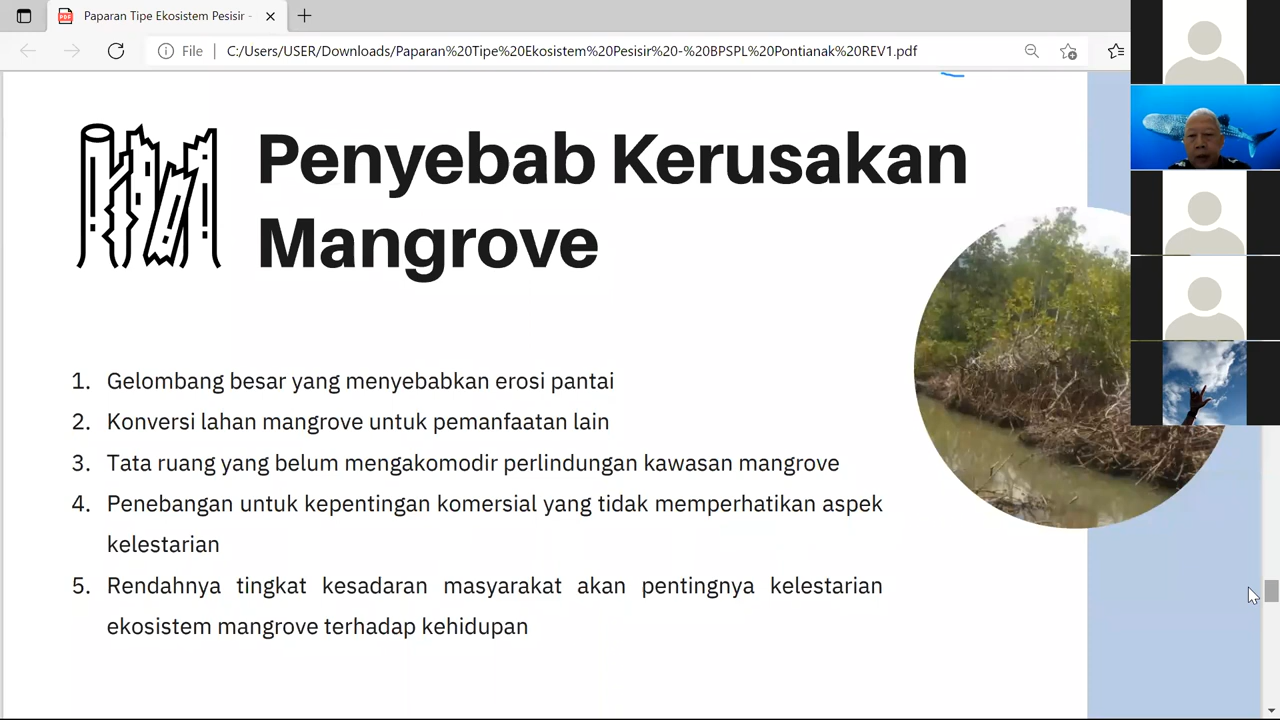 Paparan Tipe Ekosistem Pesisir -
File
C:/Users/USER/Downloads/Paparan%20Tipe%20Ekosistem%20Pesisir%20-%20BPSPL%20Pontianak%20REV1.pdf
Penyebab Kerusakan
Mangrove
1. Gelombang besar yang menyebabkan erosi pantai
2. Konversi lahan mangrove untuk pemanfaatan lain
3. Tata ruang yang belum mengakomodir perlindungan kawasan mangrove
4. Penebangan untuk kepentingan komersial yang tidak memperhatikan aspek
kelestarian
5. Rendahnya tingkat kesadaran masyarakat akan pentingnya kelestarian
ekosistem mangrove terhadap kehidupan